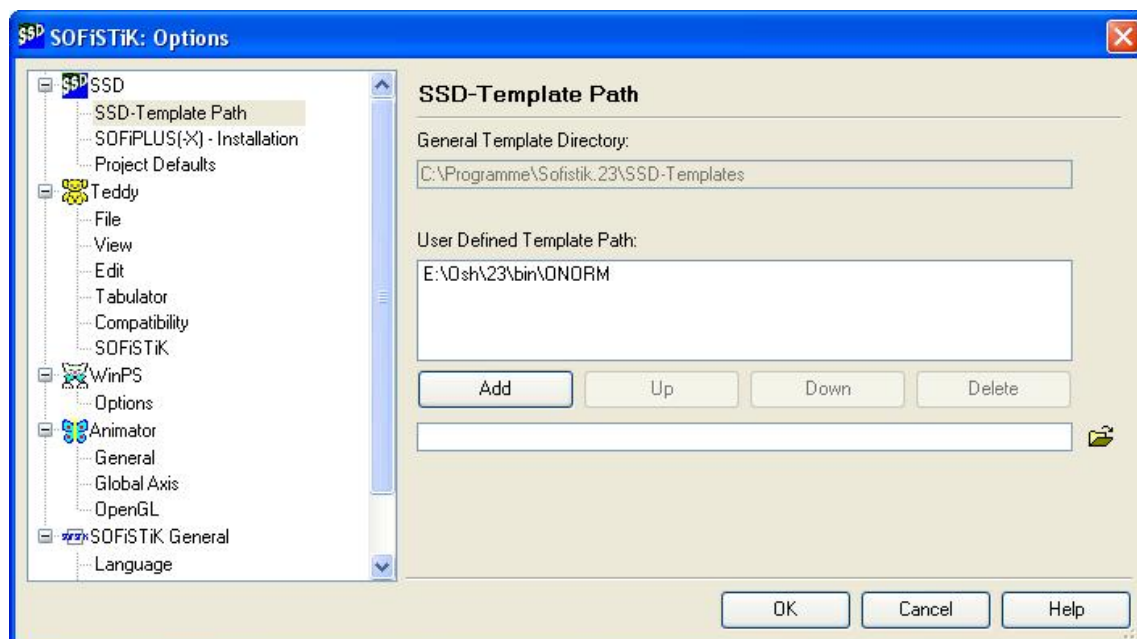 SOFiSTiK: Options
SSD
SSD-Template Path
SOFiPLUS(-X) - Installation
Project Defaults
Teddy
File
View
Edit
Tabulator
Compatibility
SOFiSTiK
WinPS
Options
Animator
General
Global Axis
OpenGL
SOFiSTiK General
Language
SSD-Template Path
General Template Directory:
C:\Programme\Sofistik.23\SSD-Templates
User Defined Template Path:
E:\Osh\23\bin\ONORM
Add
Up
Down
Delete
OK
Cancel
Help